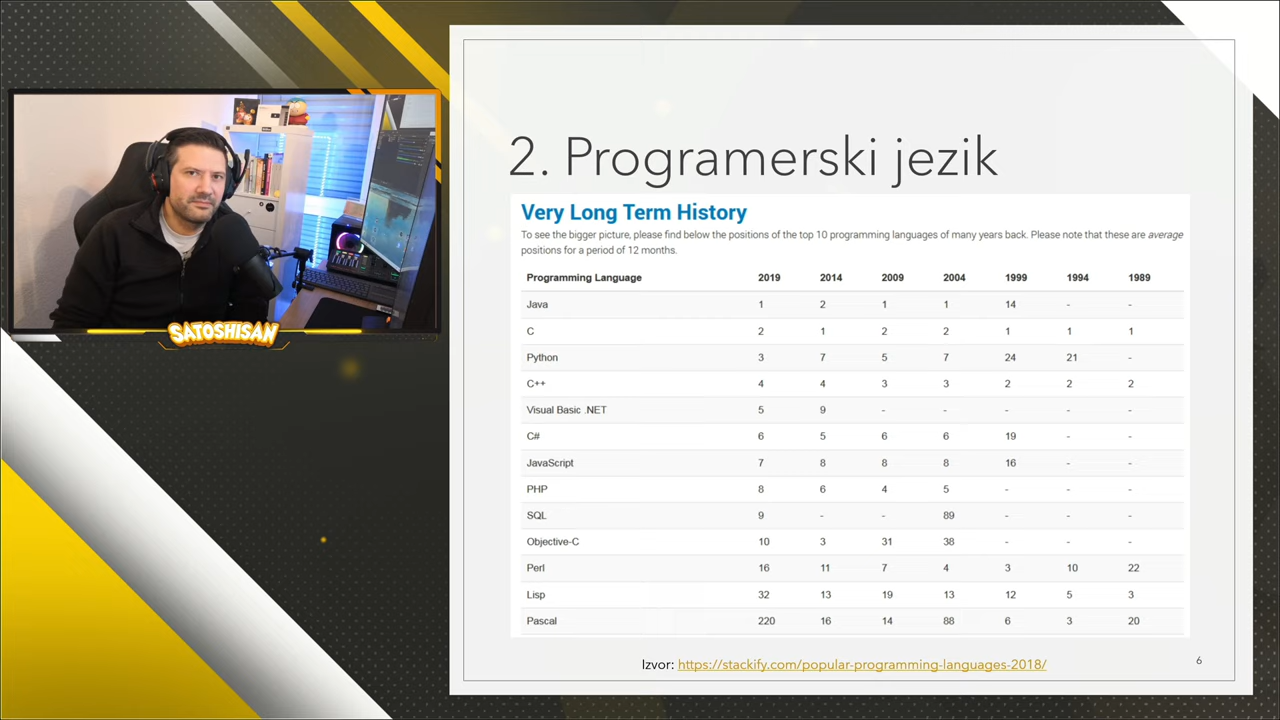 SATOSHISAN
2. Programerski jezik
Very Long Term History
To see the bigger picture, please find below the positions of the top 10 programming languages of many years back. Please note that these are average
positions for a period of 12 months.
Programming Language 2019 2014 2009 2004 1999 1994 1989
Java 1 2 1 1 14 - -
C 2 1 2 2 1 1 1
Python 3 7 5 7 24 21 -
C++ 4 4 3 3 2 2 2
Visual Basic .NET 5 9 - - - - -
C# 6 5 6 6 19 - -
JavaScript 7 8 8 8 16 - -
PHP 8 6 4 5 - - -
SQL 9 - - 89 - - -
Objective-C 10 3 31 38 - - -
Perl 16 11 7 4 3 10 22
Lisp 32 13 19 13 12 5 3
Pascal 220 16 14 88 6 3 20
Izvor: https://stackify.com/popular-programming-languages-2018/
6